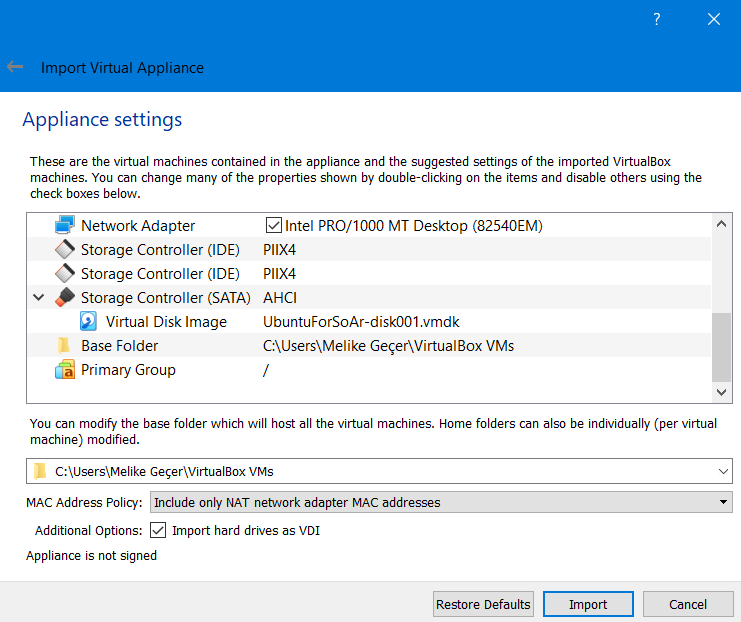 ?
Import Virtual Appliance
Appliance settings
These are the virtual machines contained in the appliance and the suggested settings of the imported VirtualBox
machines. You can change many of the properties shown by double-clicking on the items and disable others using the
check boxes below.
Network Adapter Intel PRO/1000 MT Desktop (82540EM)
Storage Controller (IDE) PIIX4
Storage Controller (IDE) PIIX4
Storage Controller (SATA) AHCI
Virtual Disk Image UbuntuForSoAr-disk001.vmdk
Base Folder C:\Users\Melike Geçer\VirtualBox VMs
Primary Group /
You can modify the base folder which will host all the virtual machines. Home folders can also be individually (per virtual
machine) modified.
C:\Users\Melike Geçer\VirtualBox VMs
MAC Address Policy: Include only NAT network adapter MAC addresses
Additional Options: Import hard drives as VDI
Appliance is not signed
Restore Defaults Import Cancel